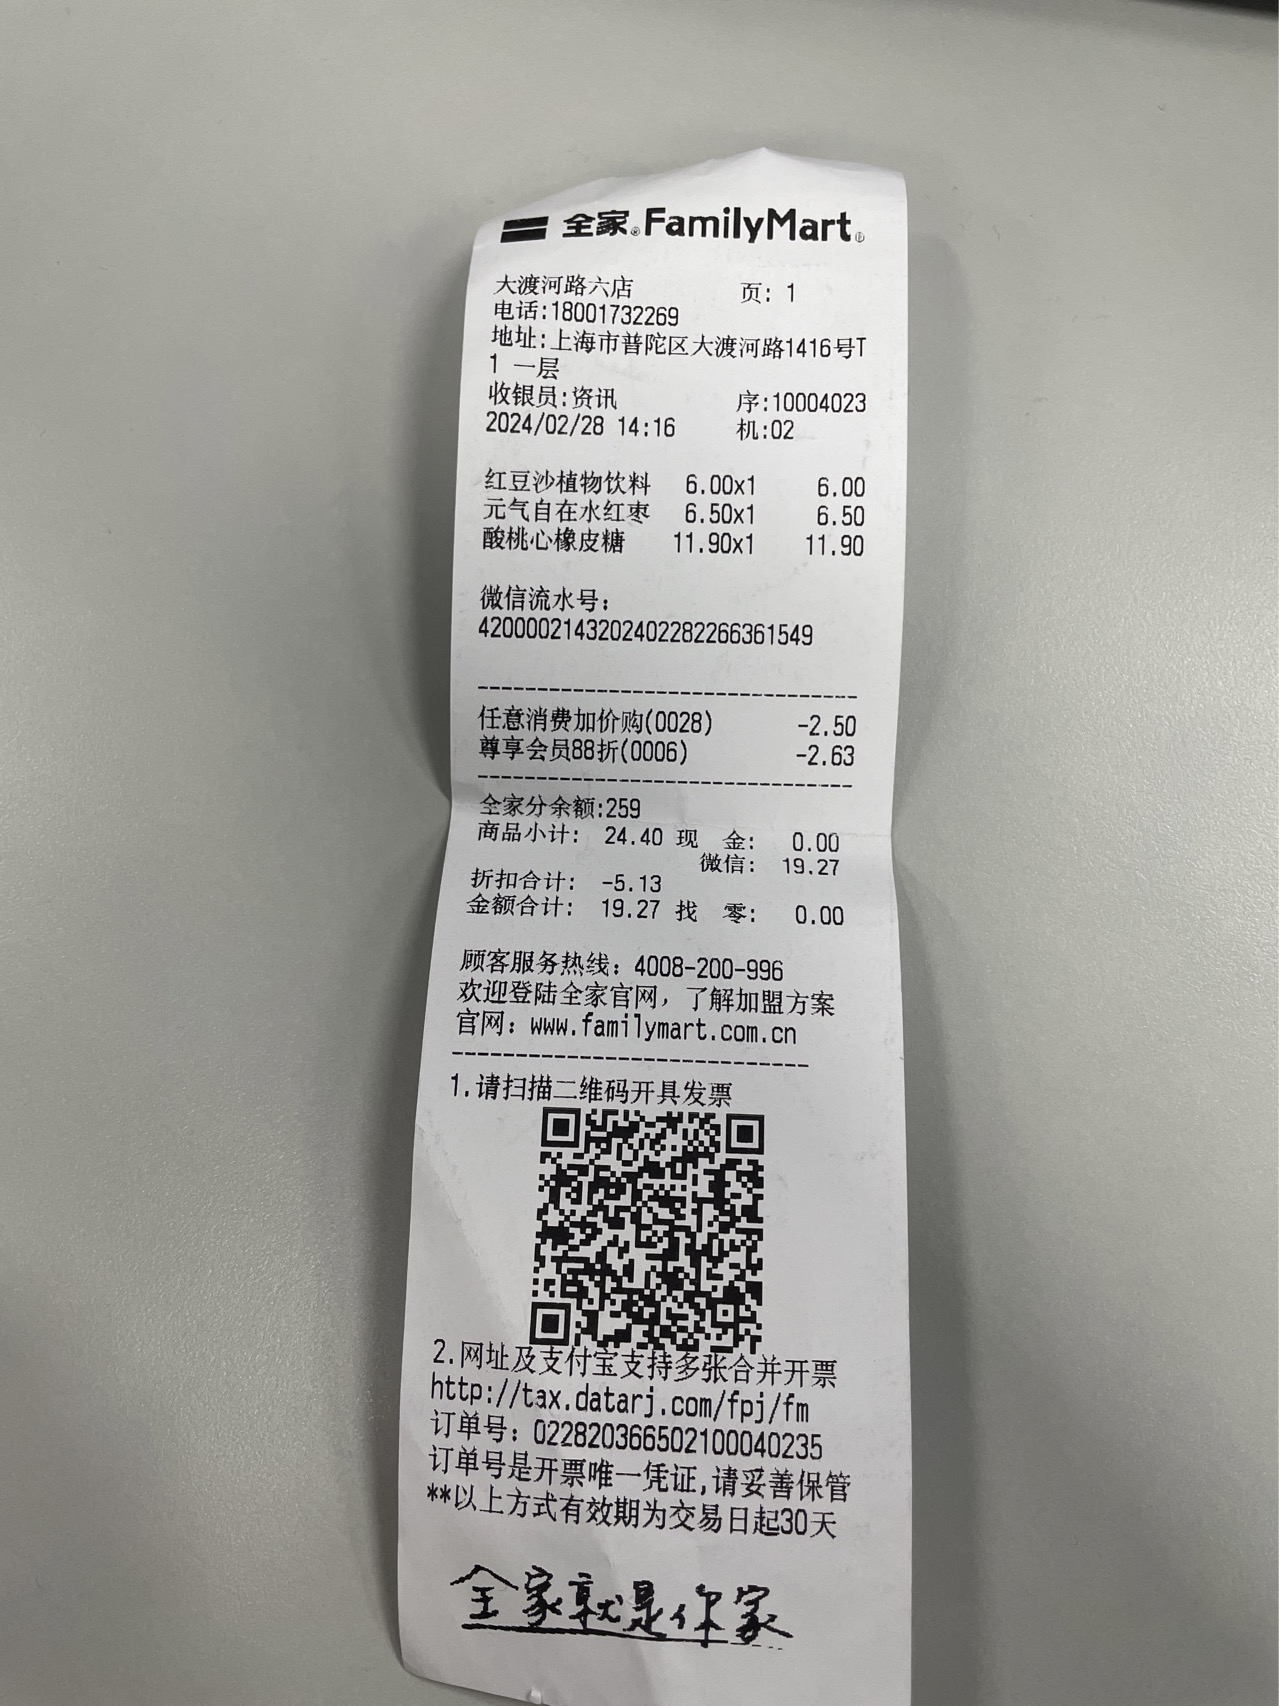 全家® FamilyMart®
大渡河路六店 页: 1
电话:18001732269
地址:上海市普陀区大渡河路1416号T
1 一层
收银员:资讯 序:10004023
2024/02/28 14:16 机:02
红豆沙植物饮料 6.00x1 6.00
元气自在水红枣 6.50x1 6.50
酸桃心橡皮糖 11.90x1 11.90
微信流水号:
4200002143202402282266361549
--------------------------------
任意消费加价购(0028) -2.50
尊享会员88折(0006) -2.63
--------------------------------
全家分余额:259
商品小计: 24.40 现 金: 0.00
微信: 19.27
折扣合计: -5.13
金额合计: 19.27 找 零: 0.00
顾客服务热线: 4008-200-996
欢迎登陆全家官网，了解加盟方案
官网: www.familymart.com.cn
----------------------------
1.请扫描二维码开具发票
2.网址及支付宝支持多张合并开票
http://tax.datarj.com/fpj/fm
订单号: 022820366502100040235
订单号是开票唯一凭证,请妥善保管
**以上方式有效期为交易日起30天
全家就是你家